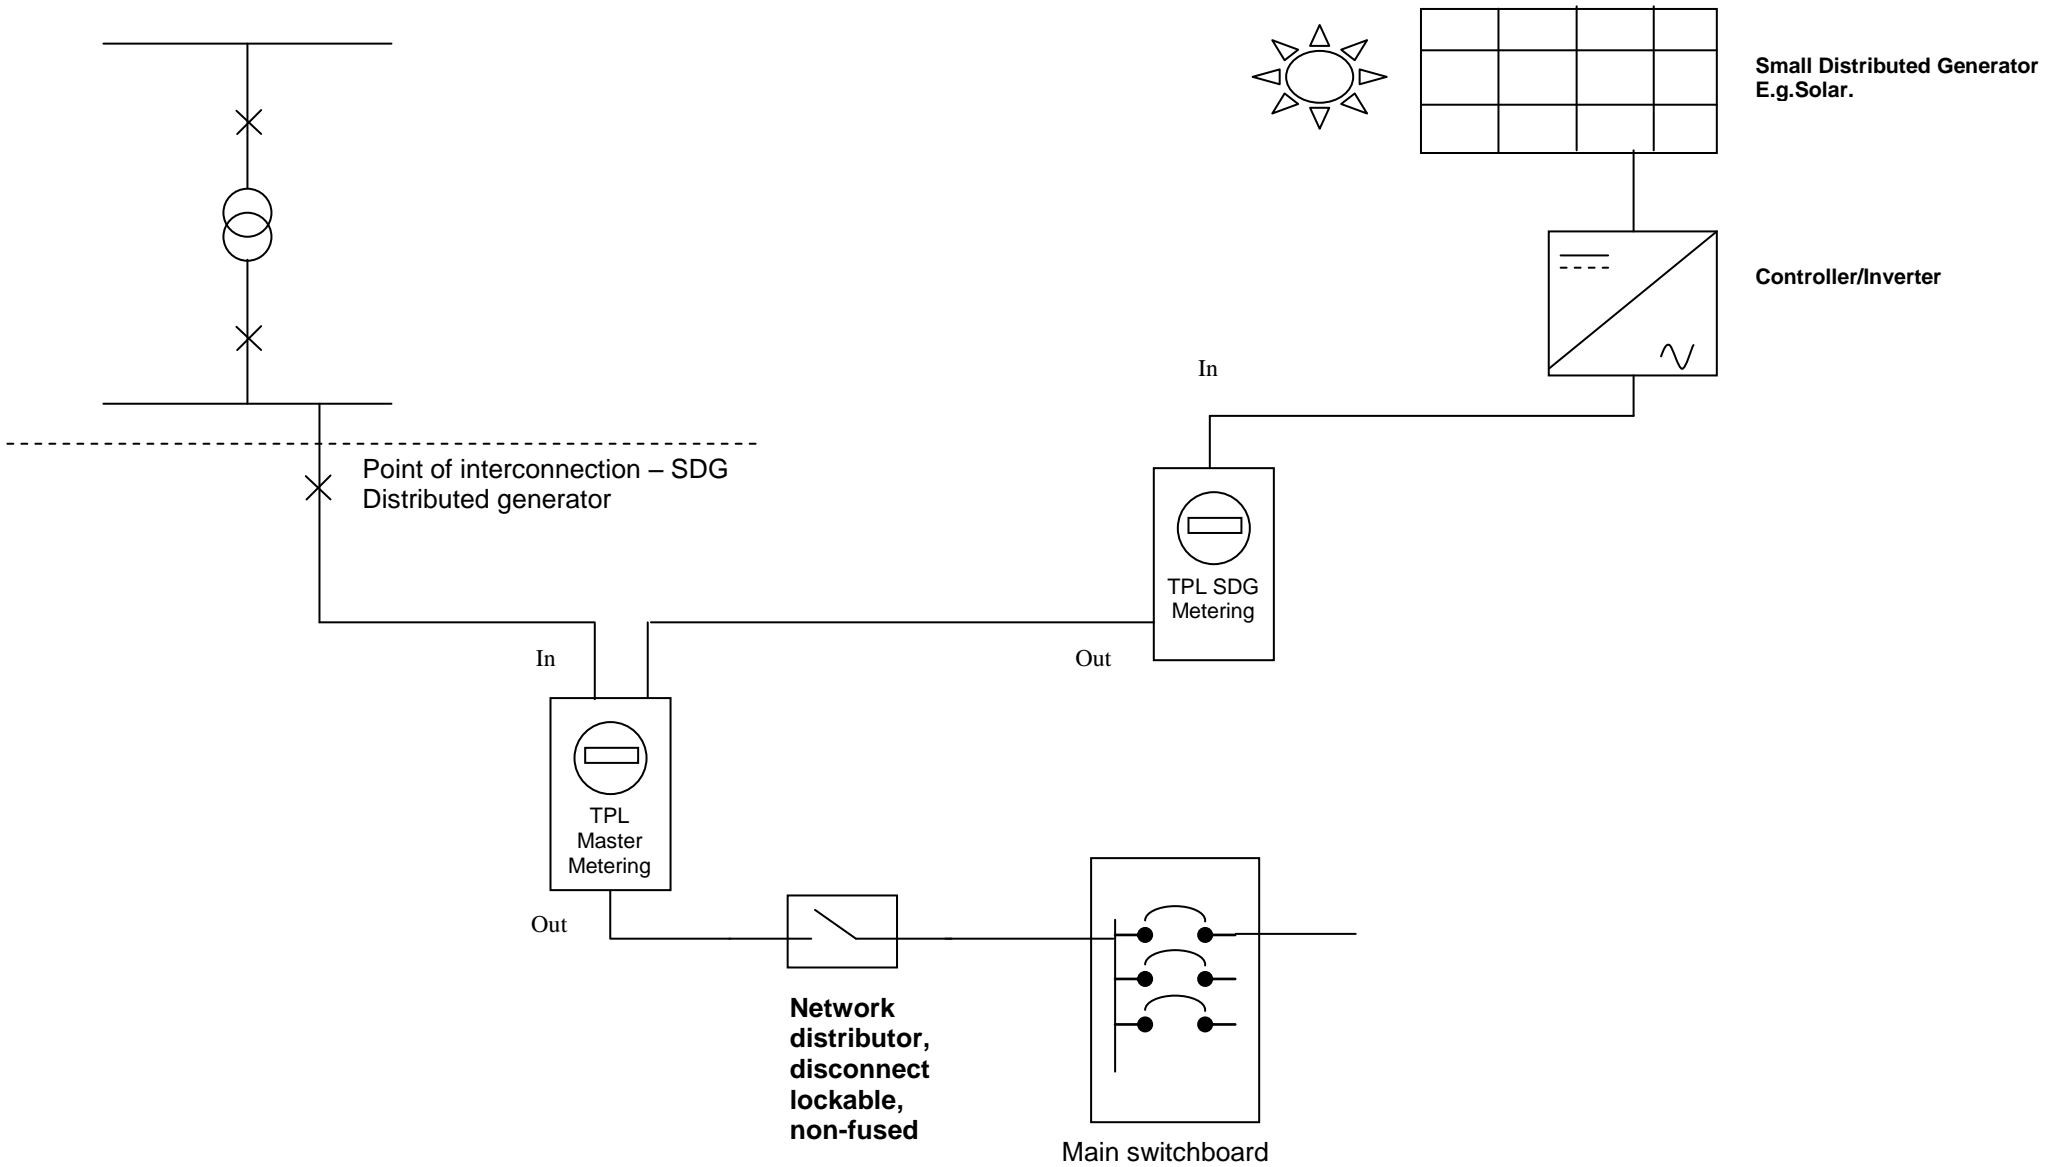 Small Distributed Generator
E.g.Solar.
Controller/Inverter
In
Point of interconnection – SDG
Distributed generator
TPL SDG
Metering
In
Out
TPL
Master
Metering
Out
Network
distributor,
disconnect
lockable,
non-fused
Main switchboard